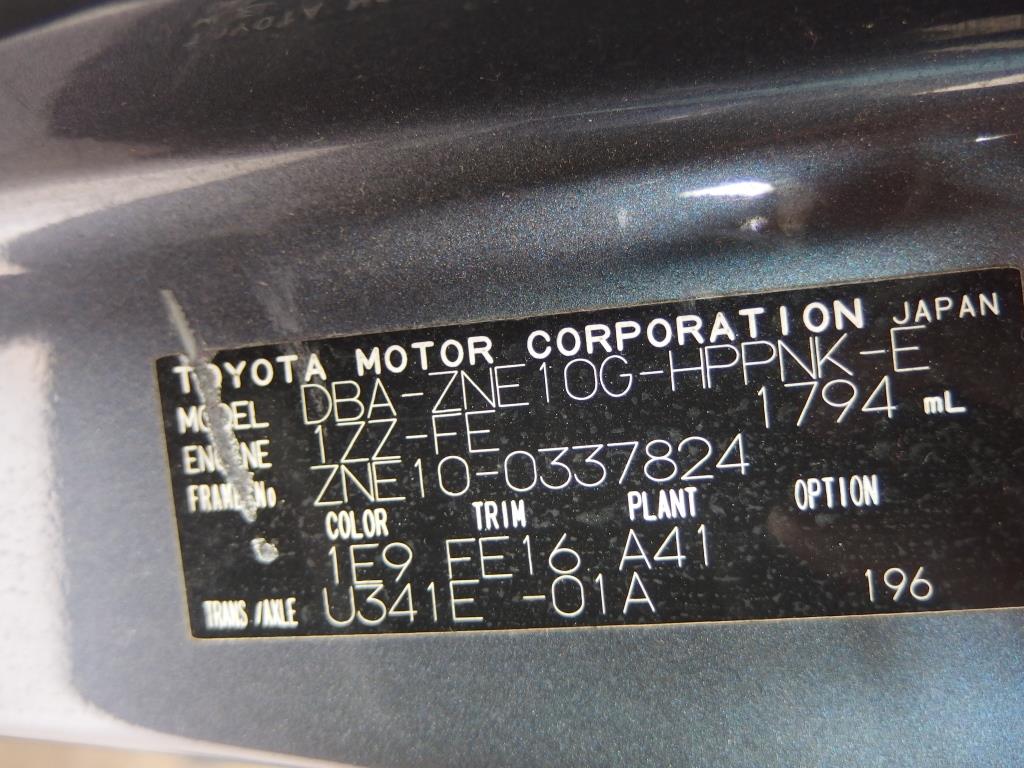 TOYOTA MOTOR CORPORATION JAPAN
MODEL DBA-ZNE10G-HPPNK-E
ENGINE 1ZZ-FE 1794 mL
FRAME No. ZNE10-0337824
COLOR TRIM PLANT OPTION
1E9 FE16 A41
TRANS./AXLE U341E -01A 196